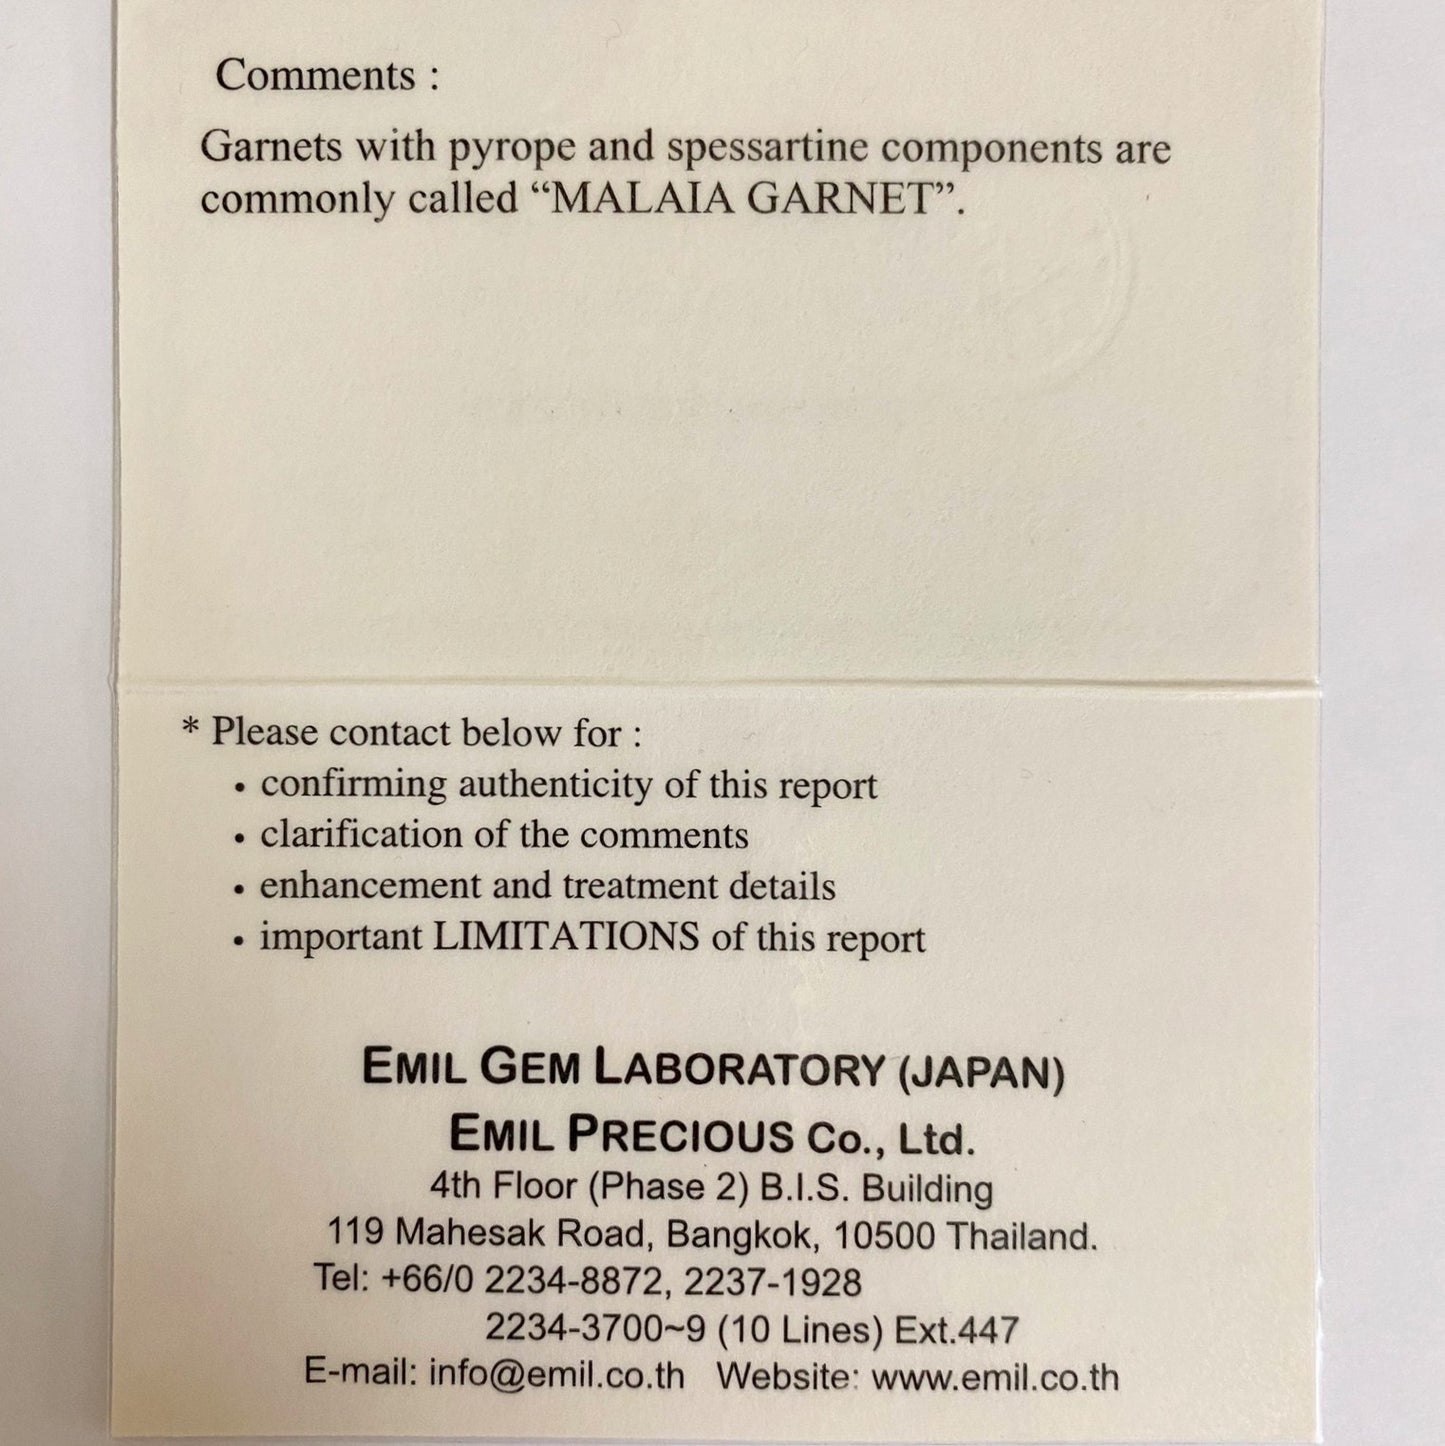 Comments :
Garnets with pyrope and spessartine components are
commonly called “MALAIA GARNET”.
* Please contact below for :
• confirming authenticity of this report
• clarification of the comments
• enhancement and treatment details
• important LIMITATIONS of this report
EMIL GEM LABORATORY (JAPAN)
EMIL PRECIOUS Co., Ltd.
4th Floor (Phase 2) B.I.S. Building
119 Mahesak Road, Bangkok, 10500 Thailand.
Tel: +66/0 2234-8872, 2237-1928
2234-3700~9 (10 Lines) Ext.447
E-mail: info@emil.co.th Website: www.emil.co.th